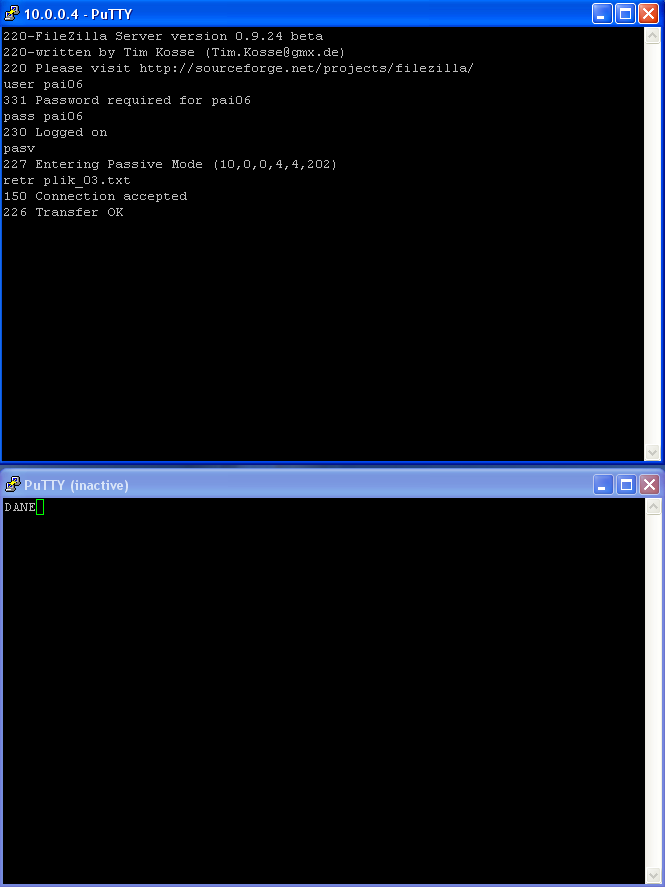 10.0.0.4 - PuTTY
220-FileZilla Server version 0.9.24 beta
220-written by Tim Kosse (Tim.Kosse@gmx.de)
220 Please visit http://sourceforge.net/projects/filezilla/
user pai06
331 Password required for pai06
pass pai06
230 Logged on
pasv
227 Entering Passive Mode (10,0,0,4,4,202)
retr plik_03.txt
150 Connection accepted
226 Transfer OK
PuTTY (inactive)
DANE